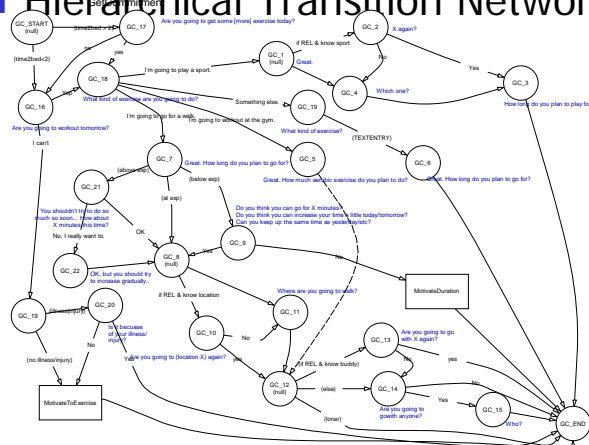 Hierarchical Transition Networ
GetCommitment
GC_START
(null)
(time2bed > 2)
GC_17
Are you going to get some [more] exercise today?
no
yes
(time2bed<2)
GC_16
Are you going to workout tomorrow?
Yep
GC_18
What kind of exercise are you going to do?
I'm going to play a sport.
GC_1
(null)
if REL & know sport
Great.
GC_2
X again?
No
Yes
GC_4
Which one?
GC_3
How long do you plan to play fo
Something else.
GC_19
What kind of exercise?
(TEXTENTRY)
GC_6
Great. How long do you plan to go for?
I'm going to go for a walk.
I'm going to workout at the gym.
I can't
GC_7
Great. How long do you plan to go for?
GC_5
Great. How much aerobic exercise do you plan to do?
(above exp)
(below exp)
(at exp)
GC_21
You shouldn't try to do so
much so soon... How about
X minutes this time?
No, I really want to.
OK
GC_22
OK, but you should try
to increase gradually..
GC_8
(null)
Do you think you can go for X minutes?
Do you think you can increase your time a little today/tomorrow?
Can you keep up the same time as yesterday/etc?
GC_9
Yes
No
MotivateDuration
if REL & know location
Where are you going to walk?
GC_11
GC_10
No
Are you going to (location X) again?
yes
GC_19
(illness/injury)
GC_20
Is it becuase
of your illness/
injury?
(no illness/injury)
No
Yes
MotivateToExercise
GC_12
(null)
(if REL & know buddy)
GC_13
Are you going to go
with X again?
No
yes
(else)
GC_14
Are you going to
gowith anyone?
No
Yes
GC_15
Who?
(loner)
GC_END